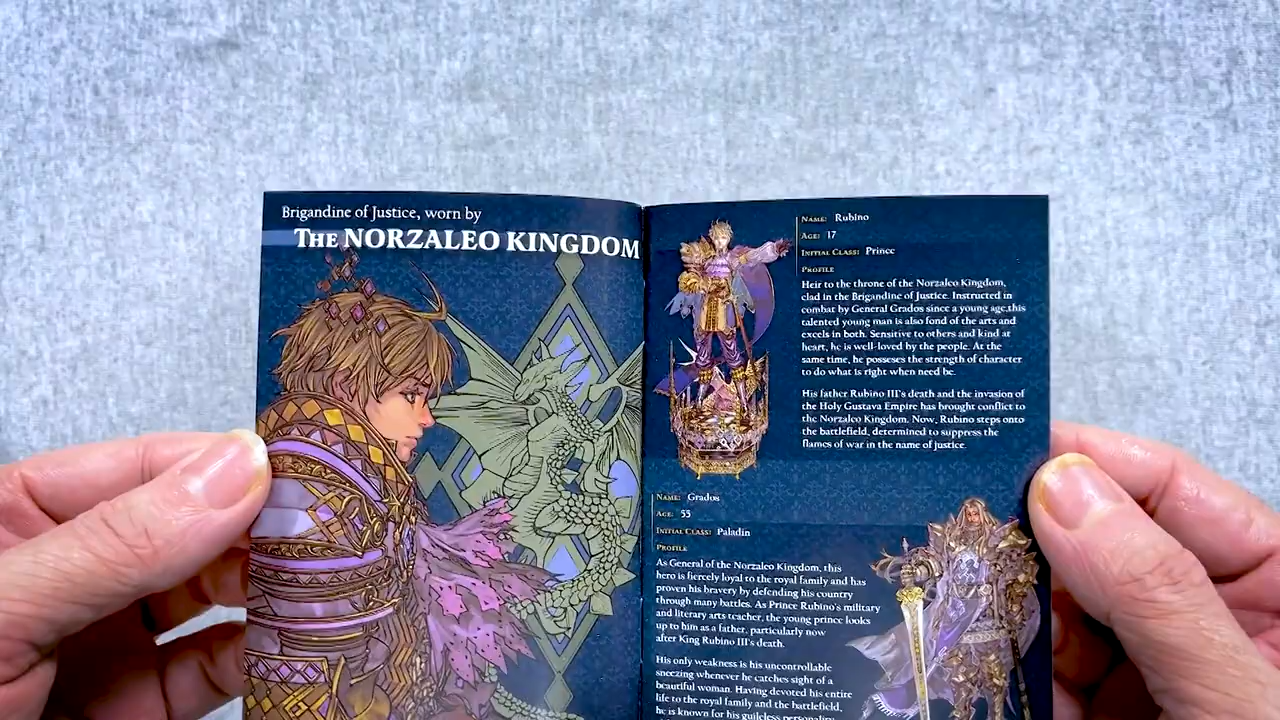 Brigandine of Justice, worn by
The NORZALEO KINGDOM
Name: Rubino
Age: 17
Initial Class: Prince
Profile
Heir to the throne of the Norzaleo Kingdom,
clad in the Brigandine of Justice. Instructed in
combat by General Grados since a young age,this
talented young man is also fond of the arts and
excels in both. Sensitive to others and kind at
heart, he is well-loved by the people. At the
same time, he posseses the strength of character
to do what is right when need be.
His father Rubino III's death and the invasion of
the Holy Gustava Empire has brought conflict to
the Norzaleo Kingdom. Now, Rubino steps onto
the battlefield, determined to suppress the
flames of war in the name of justice.
Name: Grados
Age: 55
Initial Class: Paladin
Profile
As General of the Norzaleo Kingdom, this
hero is fiercely loyal to the royal family and has
proven his bravery by defending his country
through many battles. As Prince Rubino's military
and literary arts teacher, the young prince looks
up to him as a father, particularly now
after King Rubino III's death.
His only weakness is his uncontrollable
sneezing whenever he catches sight of a
beautiful woman. Having devoted his entire
life to the royal family and the battlefield,
he is known for his guileless personality